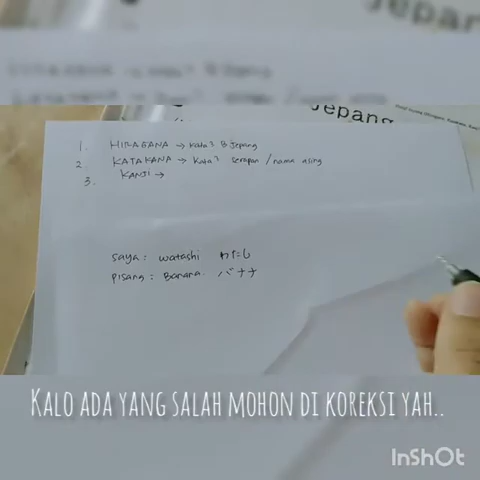 Jepang
Jepang
1. HIRAGANA → kata² B. Jepang
2. KATAKANA → kata² serapan / nama asing
3. KANJI →
saya : watashi わたし
Pisang : Banana. バナナ
KALO ADA YANG SALAH MOHON DI KOREKSI YAH..
InShOt